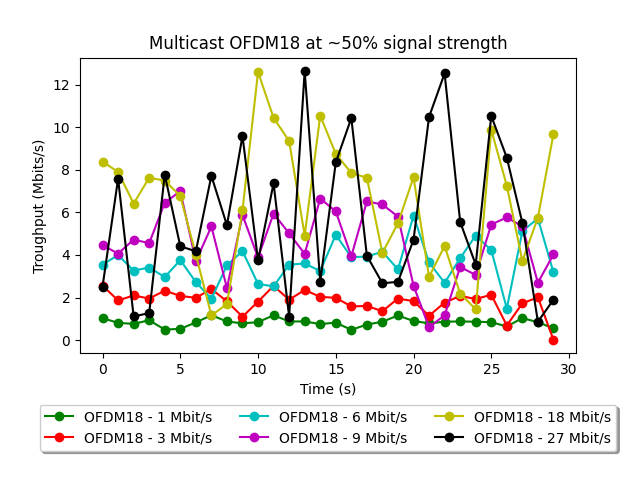 Multicast OFDM18 at ~50% signal strength
Troughput (Mbits/s)
12
10
8
6
4
2
0
0 5 10 15 20 25 30
Time (s)
OFDM18 - 1 Mbit/s OFDM18 - 6 Mbit/s OFDM18 - 18 Mbit/s
OFDM18 - 3 Mbit/s OFDM18 - 9 Mbit/s OFDM18 - 27 Mbit/s